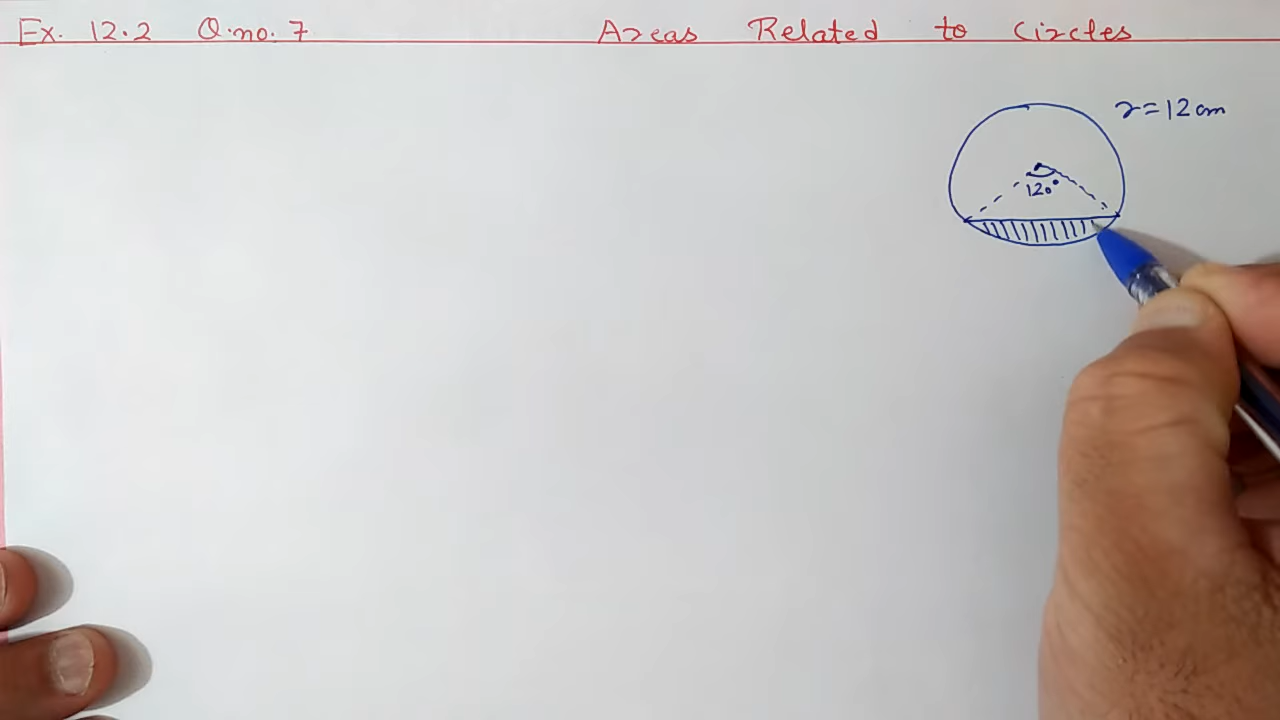 Ex. 12.2 Q.no. 7 Areas Related to Circles
r = 12 cm
120°